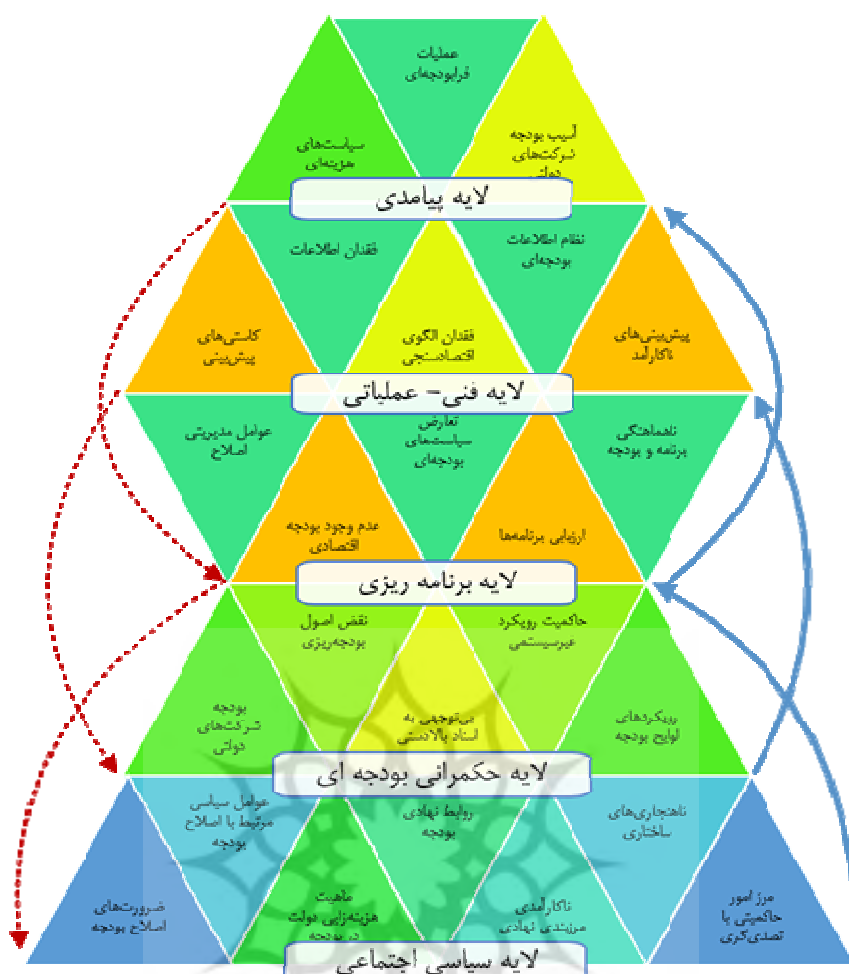 عملیات
فرابودجه‌ای
آسیب بودجه
شرکت‌های
دولتی
سیاست‌های
هزینه‌ای
لایه پیامدی
نظام اطلاعات
بودجه‌ای
فقدان اطلاعات
پیش‌بینی‌های
ناکارآمد
فقدان الگوی
اقتصادسنجی
کاستی‌های
پیش‌بینی
لایه فنی- عملیاتی
ناهماهنگی
برنامه و بودجه
تعارض
سیاست‌های
بودجه‌ای
عوامل مدیریتی
اصلاح
ارزیابی برنامه‌ها
عدم وجود بودجه
اقتصادی
لایه برنامه ریزی
حاکمیت رویکرد
غیرسیستمی
نقض اصول
بودجه‌ریزی
رویکردهای
لوایح بودجه
بی‌توجهی به
اسناد بالادستی
بودجه
شرکت‌های
دولتی
لایه حکمرانی بودجه ای
ناهنجاری‌های
ساختاری
روابط نهادی
بودجه
عوامل سیاسی
مرتبط با اصلاح
بودجه
مرز امور
حاکمیتی یا
تصدی‌گری
ناکارآمدی
مرزبندی نهادی
ماهیت
هزینه‌زایی دولت
در بودجه
ضرورت‌های
اصلاح بودجه
لایه سیاسی اجتماعی